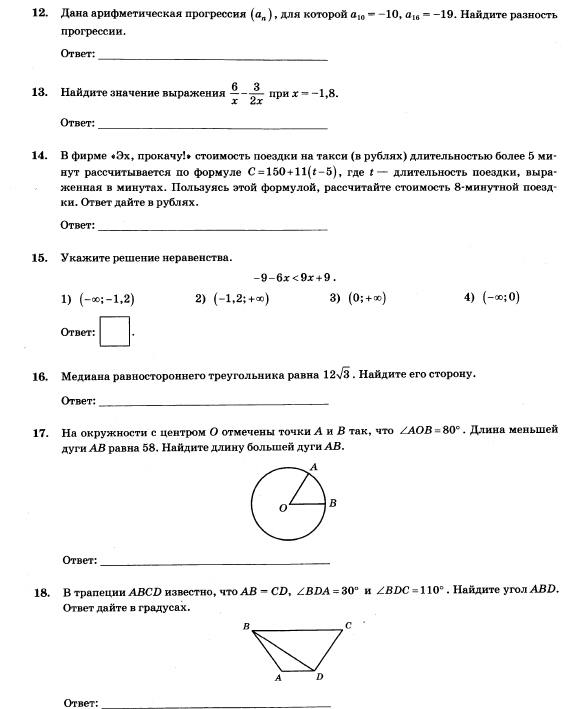 12. Дана арифметическая прогрессия (aₙ), для которой a₁₀ = –10, a₁₆ = –19. Найдите разность
прогрессии.
Ответ:
13. Найдите значение выражения 6/x − 3/2x при x = –1,8.
Ответ:
14. В фирме «Эх, прокачу!» стоимость поездки на такси (в рублях) длительностью более 5 ми-
нут рассчитывается по формуле C=150+11(t−5), где t — длительность поездки, выра-
женная в минутах. Пользуясь этой формулой, рассчитайте стоимость 8-минутной поезд-
ки. Ответ дайте в рублях.
Ответ:
15. Укажите решение неравенства.
−9−6x<9x+9.
1) (−∞;−1,2) 2) (−1,2;+∞) 3) (0;+∞) 4) (−∞;0)
Ответ: .
16. Медиана равностороннего треугольника равна 12√3. Найдите его сторону.
Ответ:
17. На окружности с центром O отмечены точки A и B так, что ∠AOB=80°. Длина меньшей
дуги AB равна 58. Найдите длину большей дуги AB.
A
O
B
Ответ:
18. В трапеции ABCD известно, что AB = CD, ∠BDA=30° и ∠BDC=110°. Найдите угол ABD.
Ответ дайте в градусах.
B C
A D
Ответ: